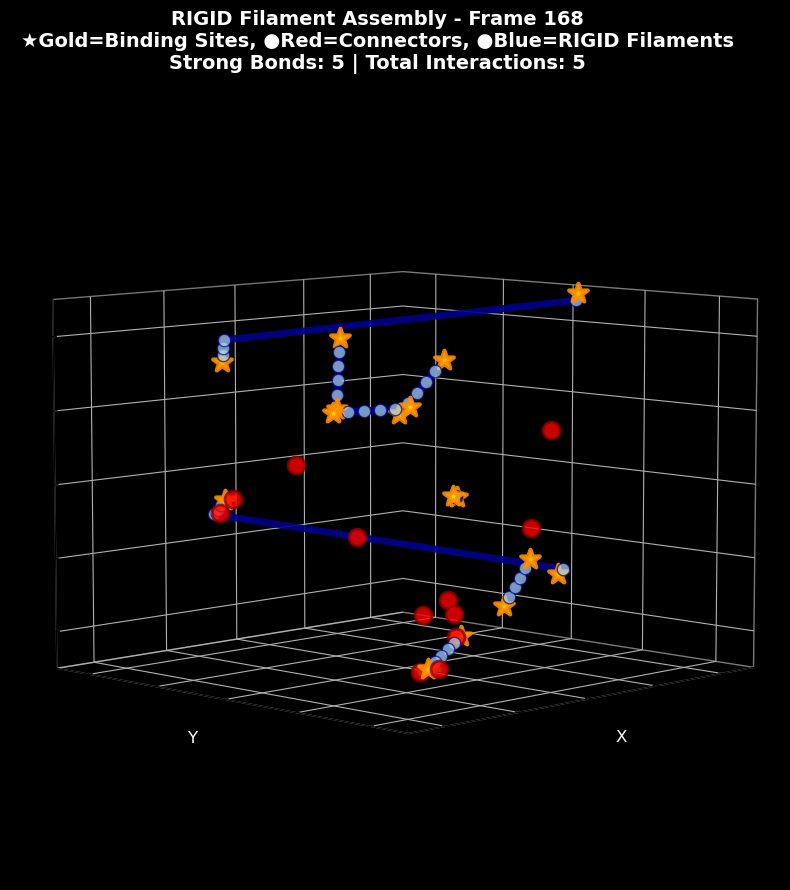 RIGID Filament Assembly - Frame 168
★Gold=Binding Sites, ●Red=Connectors, ●Blue=RIGID Filaments
Strong Bonds: 5 | Total Interactions: 5
Y
X